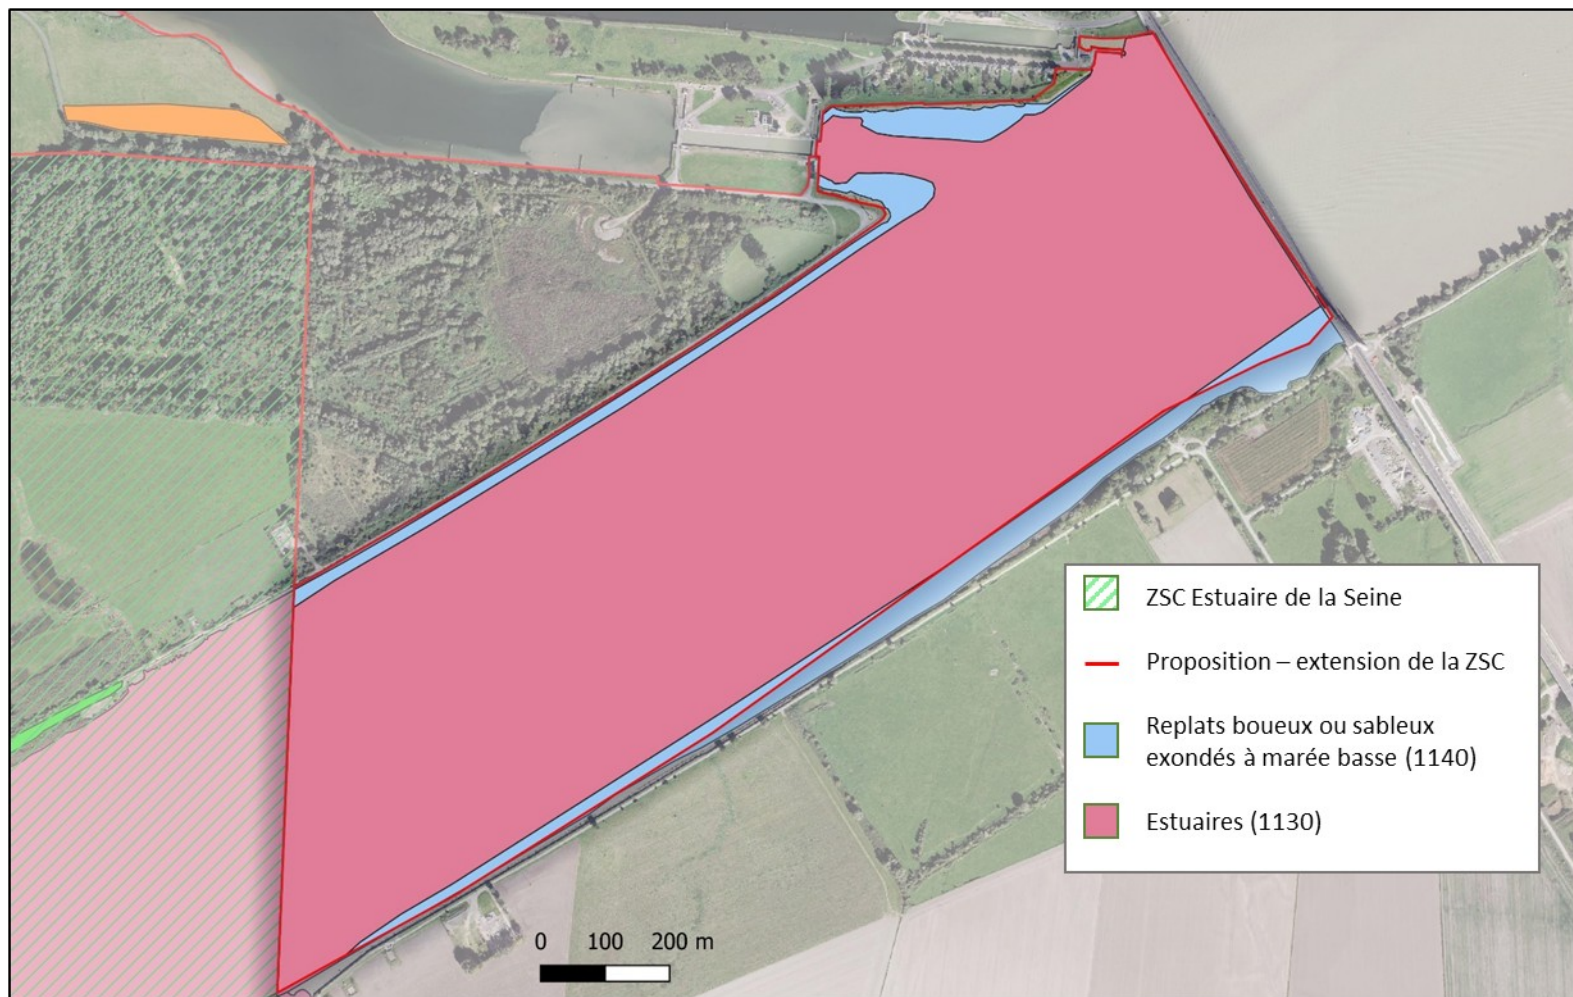 ZSC Estuaire de la Seine
Proposition – extension de la ZSC
Replats boueux ou sableux
exondés à marée basse (1140)
Estuaires (1130)
0 100 200 m